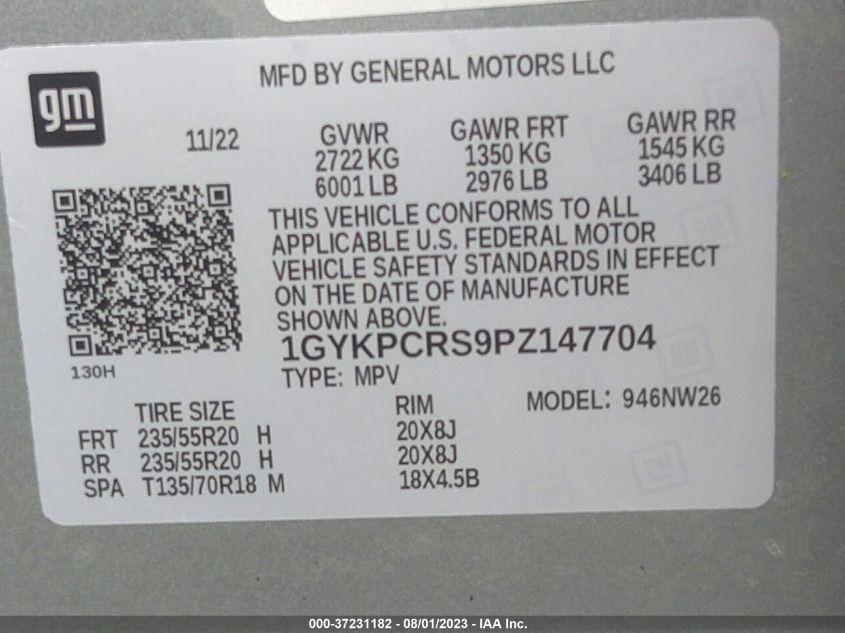 MFD BY GENERAL MOTORS LLC
gm
11/22
GVWR GAWR FRT GAWR RR
2722 KG 1350 KG 1545 KG
6001 LB 2976 LB 3406 LB
THIS VEHICLE CONFORMS TO ALL
APPLICABLE U.S. FEDERAL MOTOR
VEHICLE SAFETY STANDARDS IN EFFECT
ON THE DATE OF MANUFACTURE
SHOWN ABOVE.
1GYKPCRS9PZ147704
130H
TYPE: MPV
TIRE SIZE RIM MODEL: 946NW26
FRT 235/55R20 H 20X8J
RR 235/55R20 H 20X8J
SPA T135/70R18 M 18X4.5B
000-37231182 - 08/01/2023 - IAA Inc.